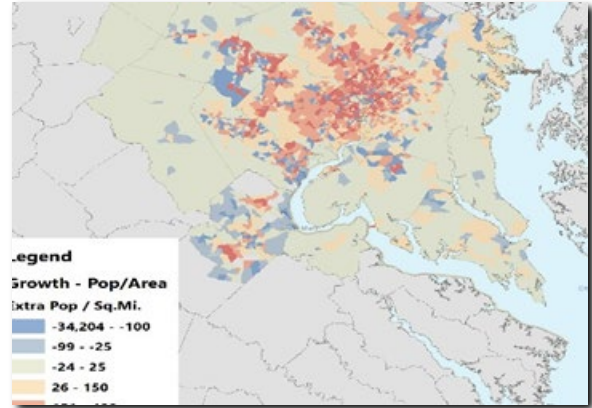 Legend
Growth - Pop/Area
Extra Pop / Sq.Mi.
-34,204 - -100
-99 - -25
-24 - 25
26 - 150